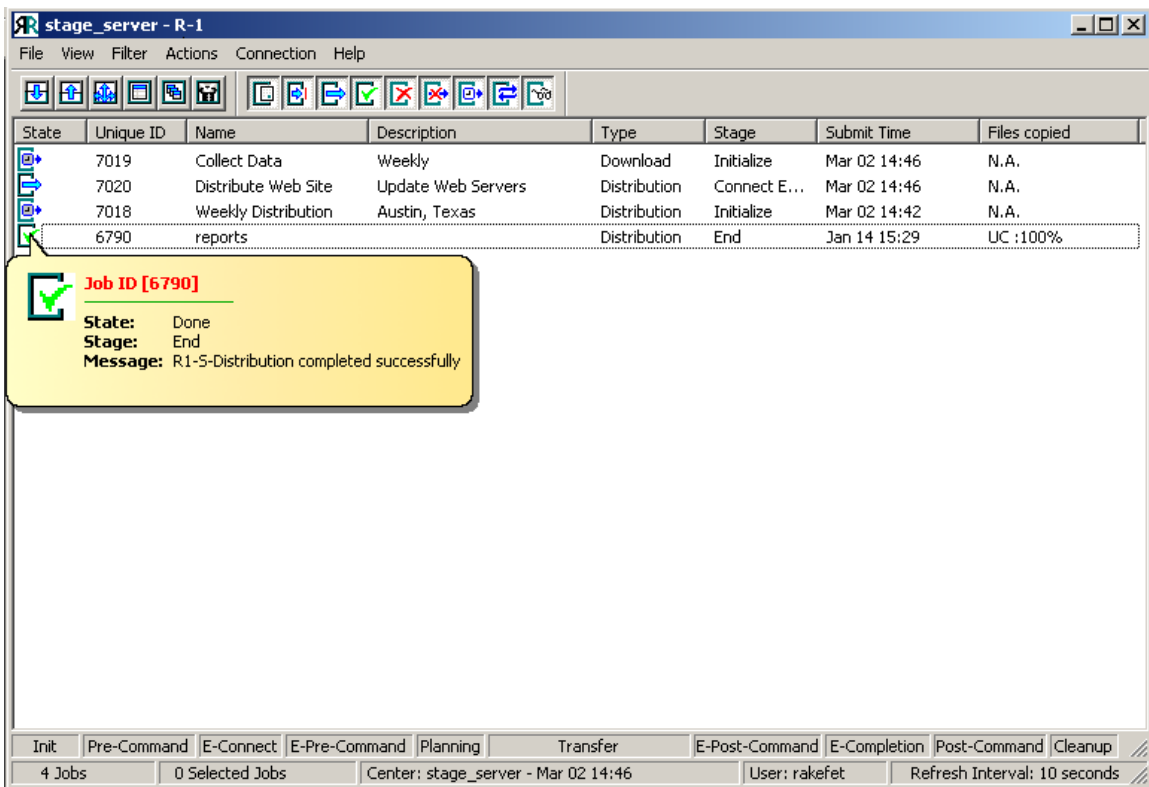 stage_server - R-1
File View Filter Actions Connection Help
State Unique ID Name Description Type Stage Submit Time Files copied
7019 Collect Data Weekly Download Initialize Mar 02 14:46 N.A.
7020 Distribute Web Site Update Web Servers Distribution Connect E... Mar 02 14:46 N.A.
7018 Weekly Distribution Austin, Texas Distribution Initialize Mar 02 14:42 N.A.
6790 reports Distribution End Jan 14 15:29 UC :100%
Job ID [6790]
State: Done
Stage: End
Message: R1-S-Distribution completed successfully
Init Pre-Command E-Connect E-Pre-Command Planning Transfer E-Post-Command E-Completion Post-Command Cleanup
4 Jobs 0 Selected Jobs Center: stage_server - Mar 02 14:46 User: rakefet Refresh Interval: 10 seconds